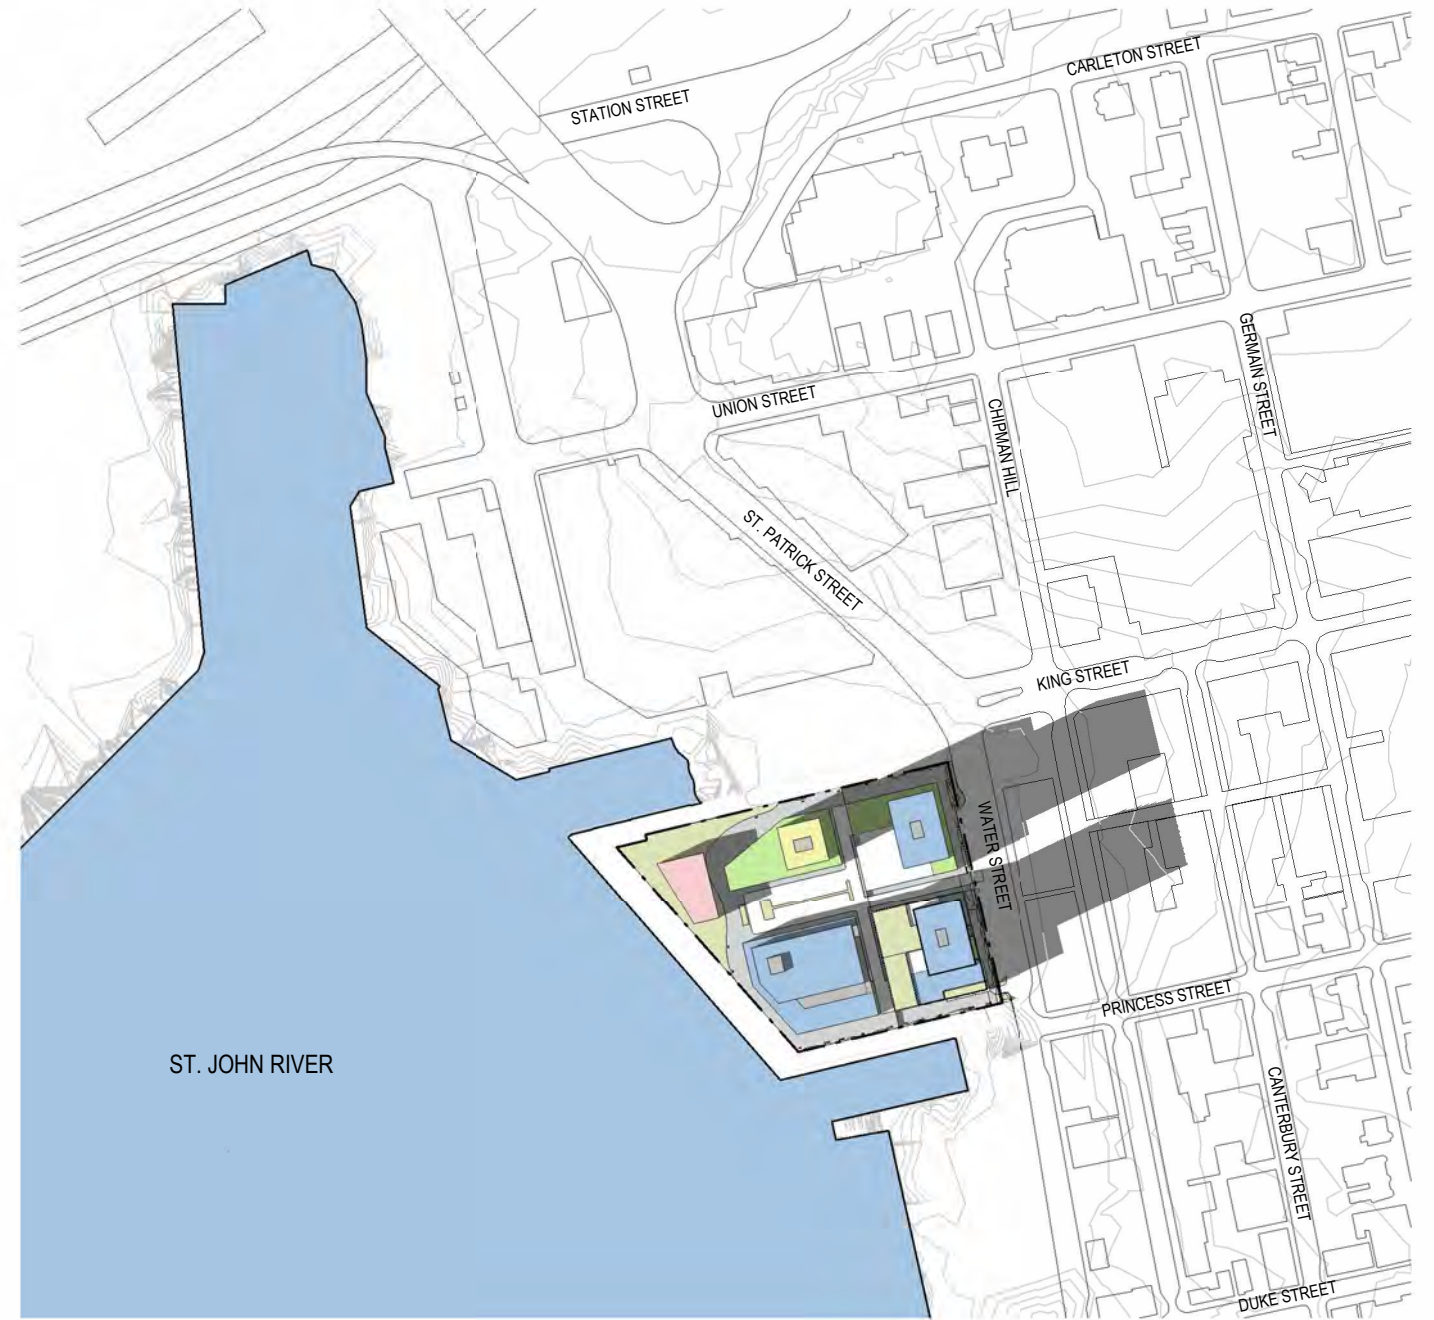 CARLETON STREET
STATION STREET
GERMAIN STREET
UNION STREET
CHIPMAN HILL
ST. PATRICK STREET
KING STREET
WATER STREET
PRINCESS STREET
ST. JOHN RIVER
CANTERBURY STREET
DUKE STREET